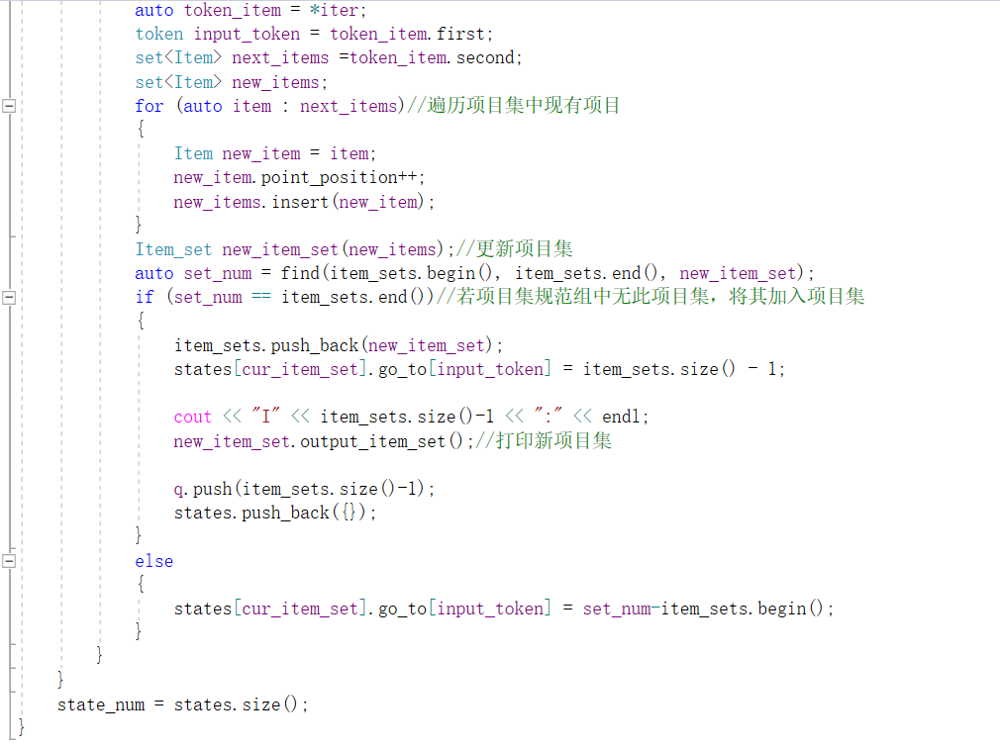 auto token_item = *iter;
token input_token = token_item.first;
set<Item> next_items =token_item.second;
set<Item> new_items;
for (auto item : next_items)//遍历项目集中现有项目
{
Item new_item = item;
new_item.point_position++;
new_items.insert(new_item);
}
Item_set new_item_set(new_items);//更新项目集
auto set_num = find(item_sets.begin(), item_sets.end(), new_item_set);
if (set_num == item_sets.end())//若项目集规范组中无此项目集，将其加入项目集
{
item_sets.push_back(new_item_set);
states[cur_item_set].go_to[input_token] = item_sets.size() - 1;
cout << "I" << item_sets.size()-1 << ":" << endl;
new_item_set.output_item_set();//打印新项目集
q.push(item_sets.size()-1);
states.push_back({});
}
else
{
states[cur_item_set].go_to[input_token] = set_num-item_sets.begin();
}
}
}
state_num = states.size();
}